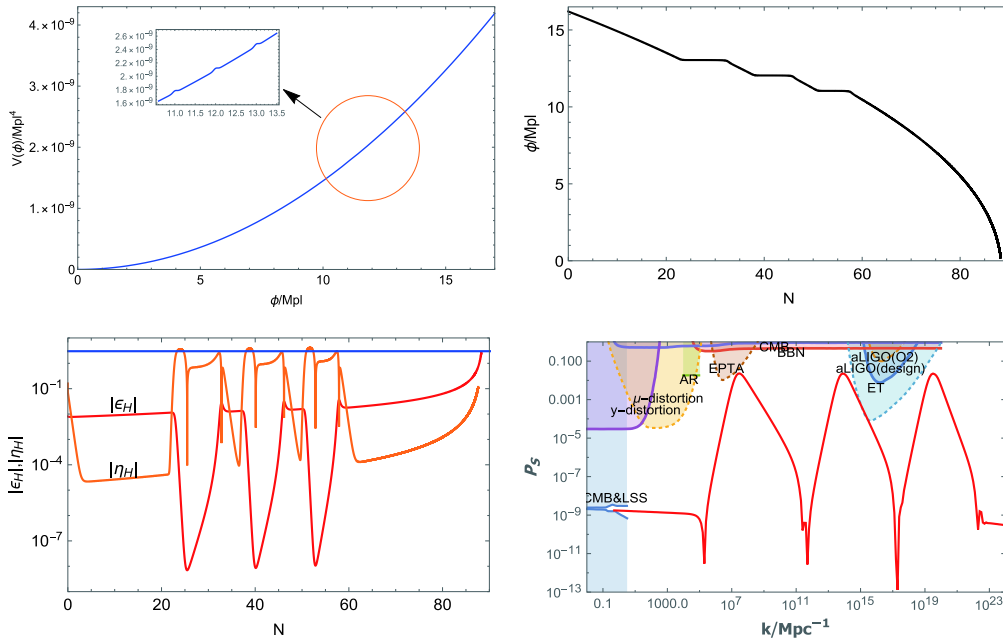 4.×10⁻⁹
3.×10⁻⁹
2.×10⁻⁹
1.×10⁻⁹
0
V(ϕ)/Mpl⁴
2.6×10⁻⁹
2.4×10⁻⁹
2.2×10⁻⁹
2.×10⁻⁹
1.8×10⁻⁹
1.6×10⁻⁹
11.0 11.5 12.0 12.5 13.0 13.5
0 5 10 15
ϕ/Mpl
15
10
5
0
ϕ/Mpl
0 20 40 60 80
N
10⁻¹
10⁻⁴
10⁻⁷
|ϵ_H|,|η_H|
|ϵ_H|
|η_H|
0 20 40 60 80
N
0.100
0.001
10⁻⁵
10⁻⁷
10⁻⁹
10⁻¹¹
10⁻¹³
P_S
CMB
BBN
aLIGO(O2)
aLIGO(design)
EPTA
AR
ET
μ-distortion
y-distortion
CMB&LSS
0.1 1000.0 10⁷ 10¹¹ 10¹⁵ 10¹⁹ 10²³
k/Mpc⁻¹